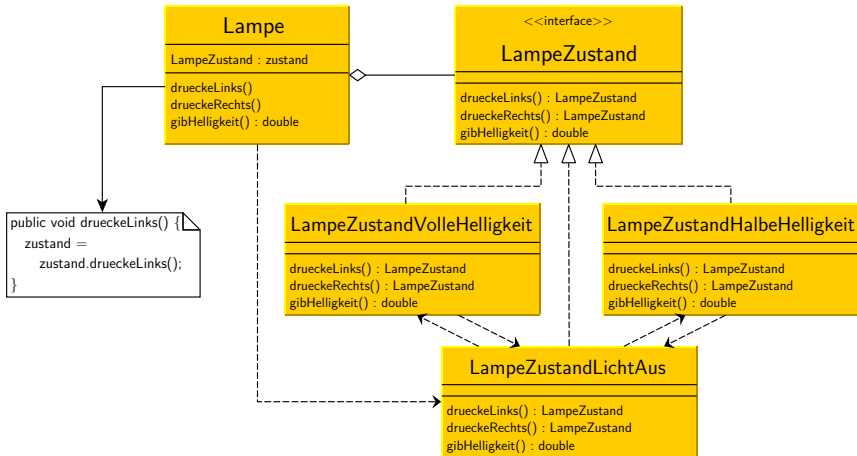 Lampe
LampeZustand : zustand
drueckeLinks()
drueckeRechts()
gibHelligkeit() : double
<<interface>>
LampeZustand
drueckeLinks() : LampeZustand
drueckeRechts() : LampeZustand
gibHelligkeit() : double
public void drueckeLinks() {
zustand =
zustand.drueckeLinks();
}
LampeZustandVolleHelligkeit
drueckeLinks() : LampeZustand
drueckeRechts() : LampeZustand
gibHelligkeit() : double
LampeZustandHalbeHelligkeit
drueckeLinks() : LampeZustand
drueckeRechts() : LampeZustand
gibHelligkeit() : double
LampeZustandLichtAus
drueckeLinks() : LampeZustand
drueckeRechts() : LampeZustand
gibHelligkeit() : double